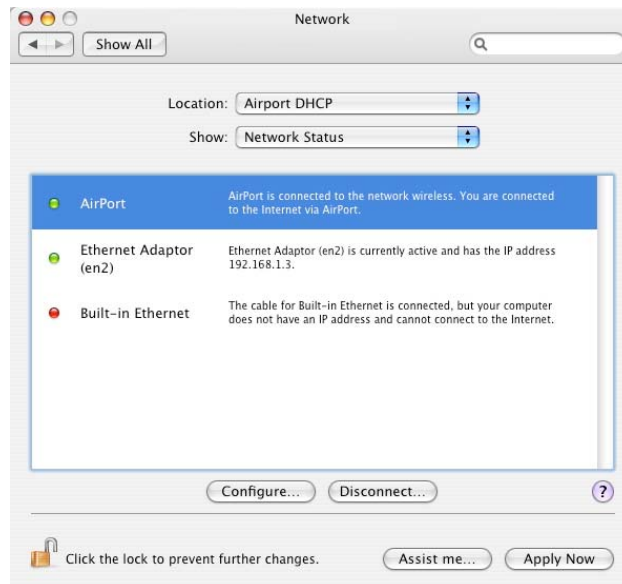 Network
Show All
Location: Airport DHCP
Show: Network Status
AirPort
AirPort is connected to the network wireless. You are connected
to the Internet via AirPort.
Ethernet Adaptor
(en2)
Ethernet Adaptor (en2) is currently active and has the IP address
192.168.1.3.
Built-in Ethernet
The cable for Built-in Ethernet is connected, but your computer
does not have an IP address and cannot connect to the Internet.
Configure... Disconnect... ?
Click the lock to prevent further changes. Assist me... Apply Now